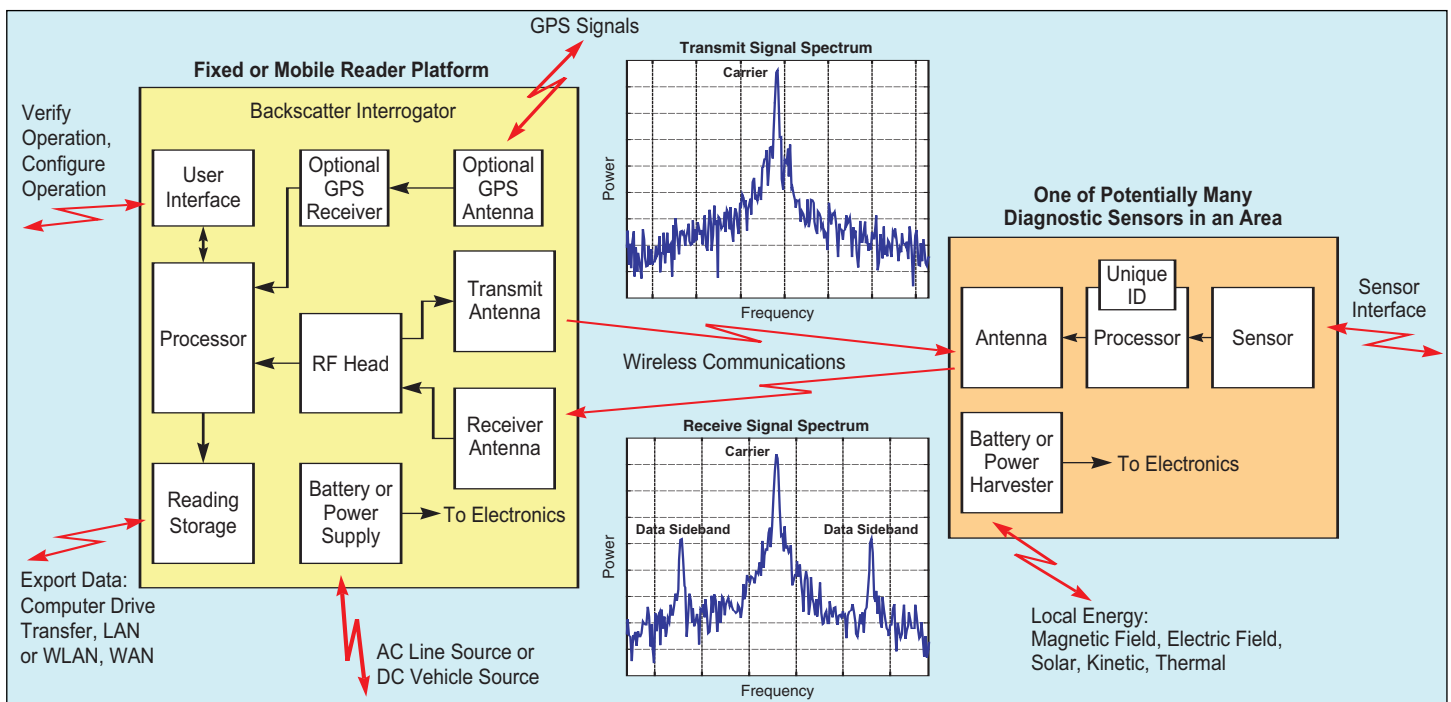 GPS Signals
Fixed or Mobile Reader Platform
Backscatter Interrogator
Verify
Operation,
Configure
Operation
User
Interface
Optional
GPS
Receiver
Optional
GPS
Antenna
Processor
RF Head
Transmit
Antenna
Receiver
Antenna
Reading
Storage
Battery or
Power
Supply
To Electronics
Export Data:
Computer Drive
Transfer, LAN
or WLAN, WAN
AC Line Source or
DC Vehicle Source
Transmit Signal Spectrum
Carrier
Power
Frequency
Wireless Communications
Receive Signal Spectrum
Carrier
Data Sideband
Data Sideband
Power
Frequency
One of Potentially Many
Diagnostic Sensors in an Area
Unique
ID
Antenna
Processor
Sensor
Sensor
Interface
Battery or
Power
Harvester
To Electronics
Local Energy:
Magnetic Field, Electric Field,
Solar, Kinetic, Thermal